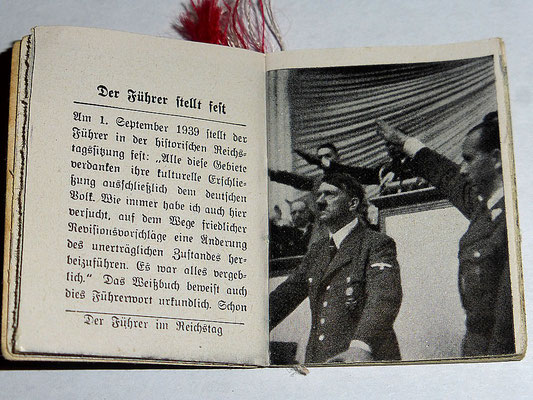 Der Führer stellt fest
Am 1. September 1939 stellt der
Führer in der historischen Reichs-
tagssitzung fest: „Alle diese Gebiete
verdanken ihre kulturelle Erschlie-
ßung ausschließlich dem deutschen
Volk. Wie immer habe ich auch hier
versucht, auf dem Wege friedlicher
Revisionsvorschläge eine Änderung
des unerträglichen Zustandes her-
beizuführen. Es war alles vergeb-
lich.“ Das Weißbuch beweist auch
dies Führerwort urkundlich. Schon
Der Führer im Reichstag